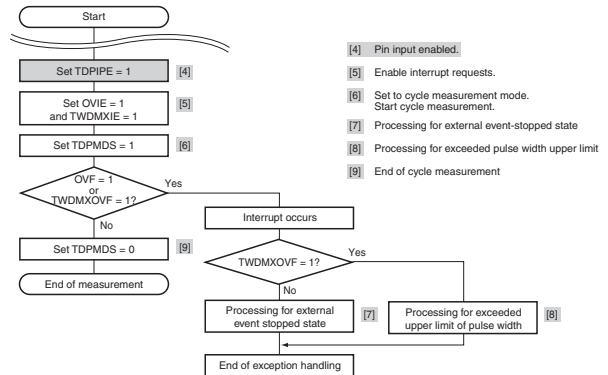 Start
Set TDPIPE = 1
[4]
Set OVIE = 1
and TWDMXIE = 1
[5]
Set TDPMDS = 1
[6]
OVF = 1
or
TWDMXOVF = 1?
Yes
No
Set TDPMDS = 0
[9]
End of measurement
Interrupt occurs
TWDMXOVF = 1?
Yes
No
Processing for external
event stopped state
[7]
Processing for exceeded
upper limit of pulse width
[8]
End of exception handling
[4] Pin input enabled.
[5] Enable interrupt requests.
[6] Set to cycle measurement mode.
Start cycle measurement.
[7] Processing for external event-stopped state
[8] Processing for exceeded pulse width upper limit
[9] End of cycle measurement